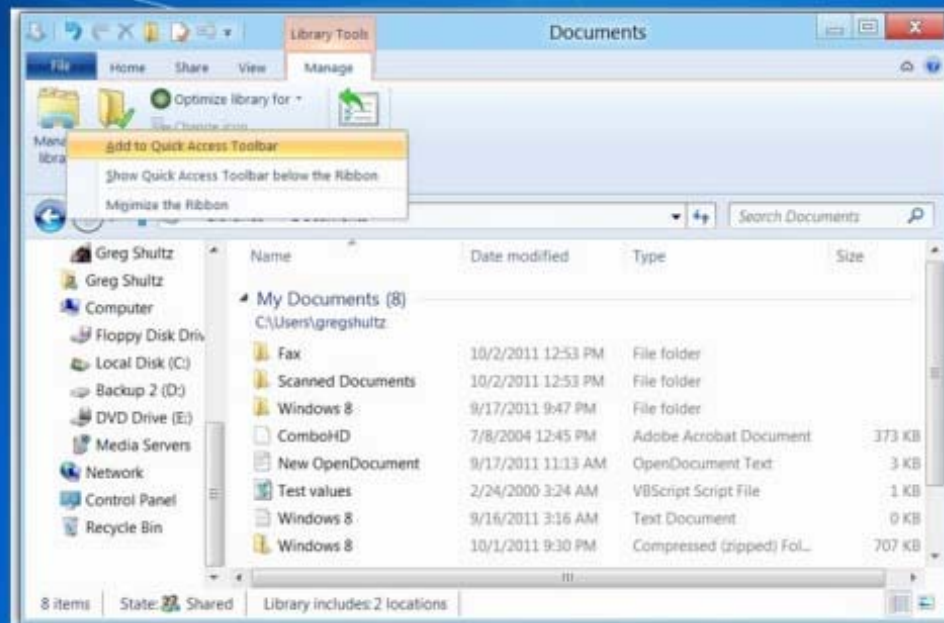 Library Tools
Documents
File Home Share View Manage
Optimize library for
Change icon
Add to Quick Access Toolbar
Show Quick Access Toolbar below the Ribbon
Minimize the Ribbon
Search Documents
Greg Shultz
Greg Shultz
Computer
Floppy Disk Driv
Local Disk (C:)
Backup 2 (D:)
DVD Drive (E:)
Media Servers
Network
Control Panel
Recycle Bin
Name Date modified Type Size
My Documents (8)
C:\Users\gregshultz
Fax 10/2/2011 12:53 PM File folder
Scanned Documents 10/2/2011 12:53 PM File folder
Windows 8 9/17/2011 9:47 PM File folder
ComboHD 7/8/2004 12:45 PM Adobe Acrobat Document 373 KB
New OpenDocument 9/17/2011 11:13 AM OpenDocument Text 3 KB
Test values 2/24/2000 3:24 AM VBScript Script File 1 KB
Windows 8 9/16/2011 3:16 AM Text Document 0 KB
Windows 8 10/1/2011 9:30 PM Compressed (zipped) Fol... 707 KB
8 items State: Shared Library includes: 2 locations